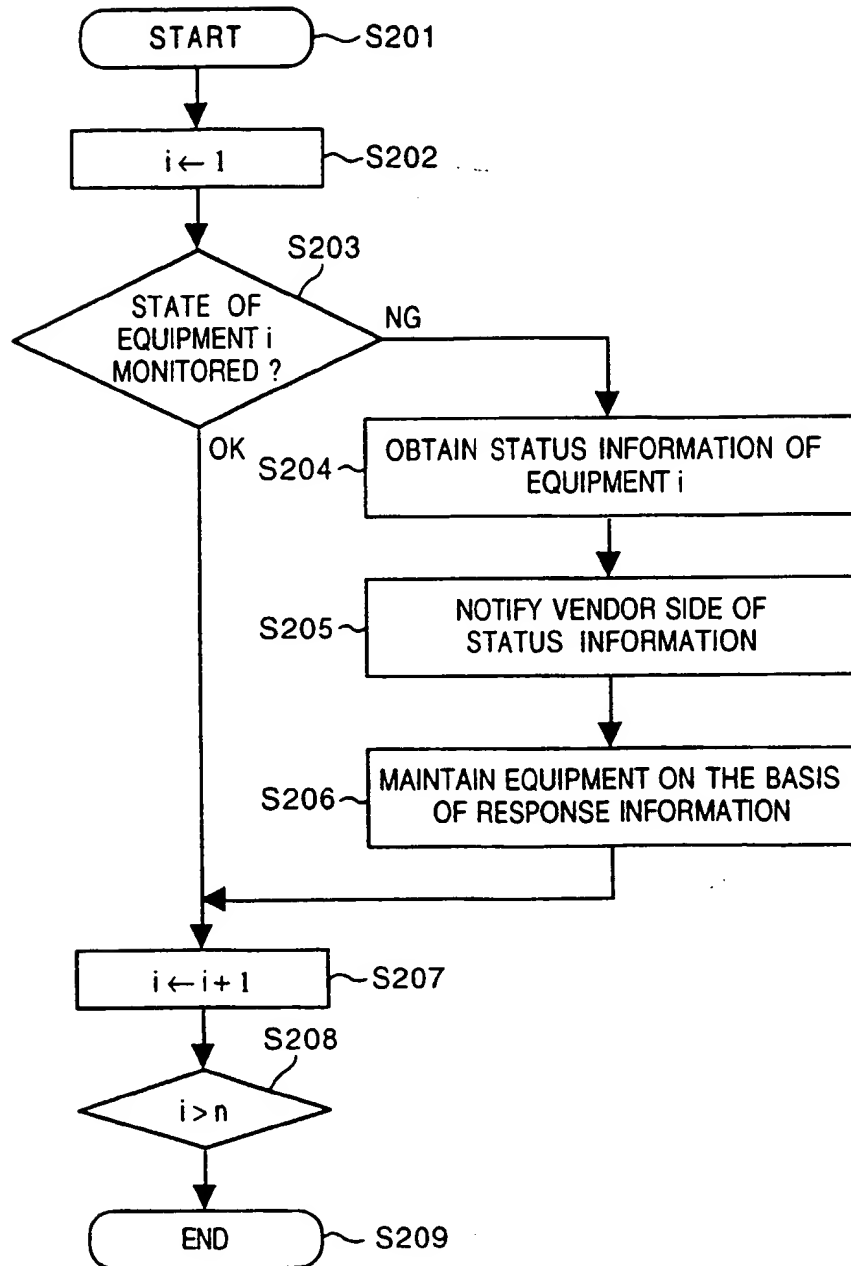 START
S201
i ← 1
S202
S203
STATE OF
EQUIPMENT i
MONITORED ?
NG
OK
S204
OBTAIN STATUS INFORMATION OF
EQUIPMENT i
S205
NOTIFY VENDOR SIDE OF
STATUS INFORMATION
S206
MAINTAIN EQUIPMENT ON THE BASIS
OF RESPONSE INFORMATION
i ← i + 1
S207
S208
i > n
END
S209